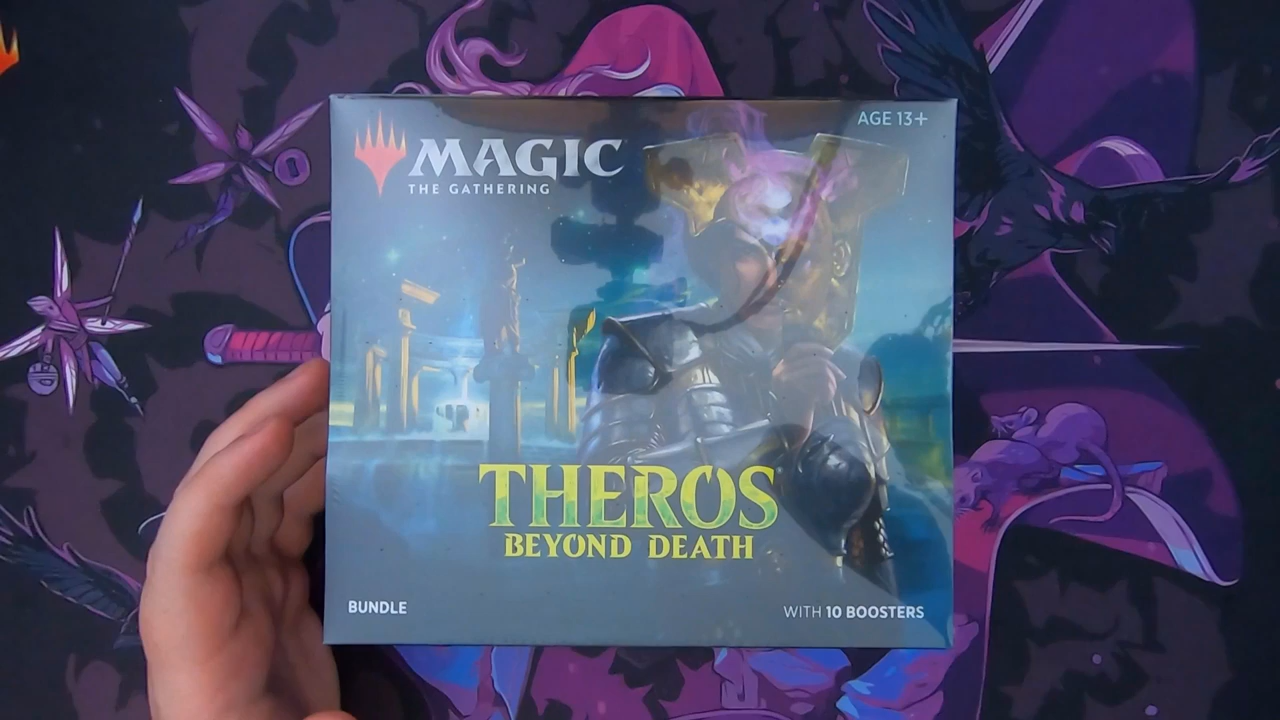 MAGIC
THE GATHERING
AGE 13+
THEROS
BEYOND DEATH
BUNDLE
WITH 10 BOOSTERS